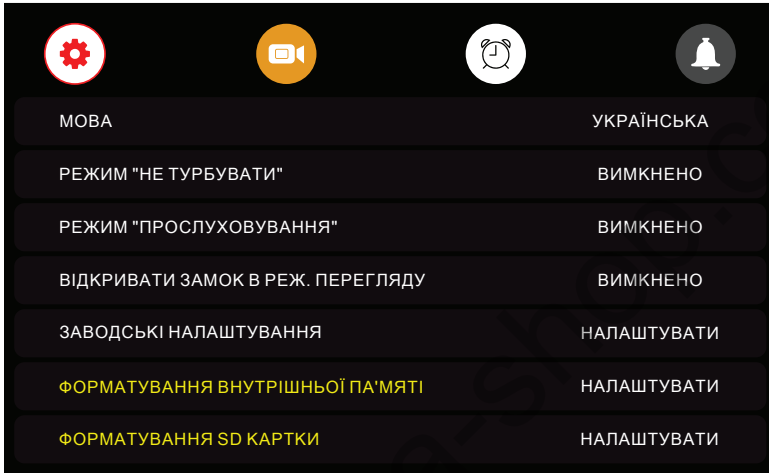 МОВА УКРАЇНСЬКА
РЕЖИМ "НЕ ТУРБУВАТИ" ВИМКНЕНО
РЕЖИМ "ПРОСЛУХОВУВАННЯ" ВИМКНЕНО
ВІДКРИВАТИ ЗАМОК В РЕЖ. ПЕРЕГЛЯДУ ВИМКНЕНО
ЗАВОДСЬКІ НАЛАШТУВАННЯ НАЛАШТУВАТИ
ФОРМАТУВАННЯ ВНУТРІШНЬОЇ ПА'МЯТІ НАЛАШТУВАТИ
ФОРМАТУВАННЯ SD КАРТКИ НАЛАШТУВАТИ